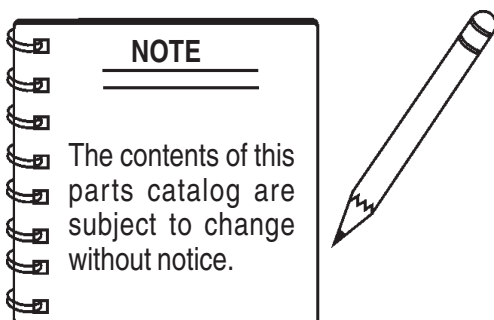 NOTE
The contents of this
parts catalog are
subject to change
without notice.